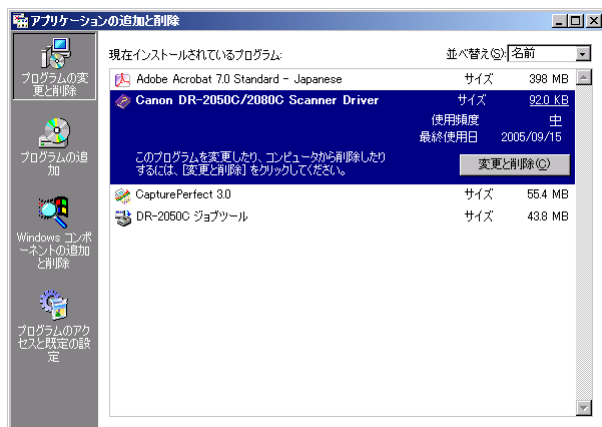 アプリケーションの追加と削除
プログラムの変
更と削除
プログラムの追
加
Windows コンポ
ーネントの追加
と削除
プログラムのアク
セスと既定の設
定
現在インストールされているプログラム: 並べ替え(S): 名前
Adobe Acrobat 7.0 Standard - Japanese サイズ 398 MB
Canon DR-2050C/2080C Scanner Driver サイズ 92.0 KB
使用頻度 中
最終使用日 2005/09/15
このプログラムを変更したり、コンピュータから削除したり
するには、[変更と削除] をクリックしてください。 変更と削除(C)
CapturePerfect 3.0 サイズ 55.4 MB
DR-2050C ジョブツール サイズ 43.8 MB